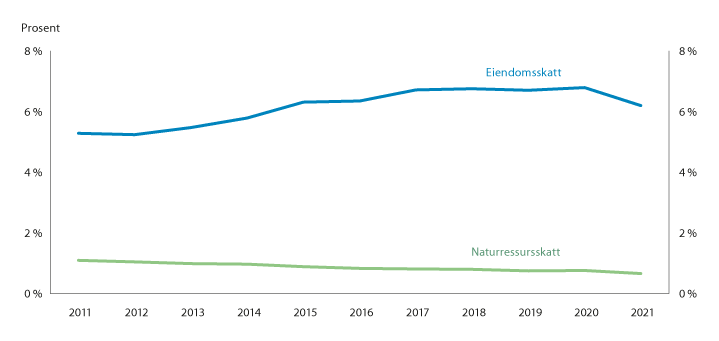 Prosent
8 % 8 %
Eiendomsskatt
6 % 6 %
4 % 4 %
2 % 2 %
Naturressursskatt
0 % 0 %
2011 2012 2013 2014 2015 2016 2017 2018 2019 2020 2021